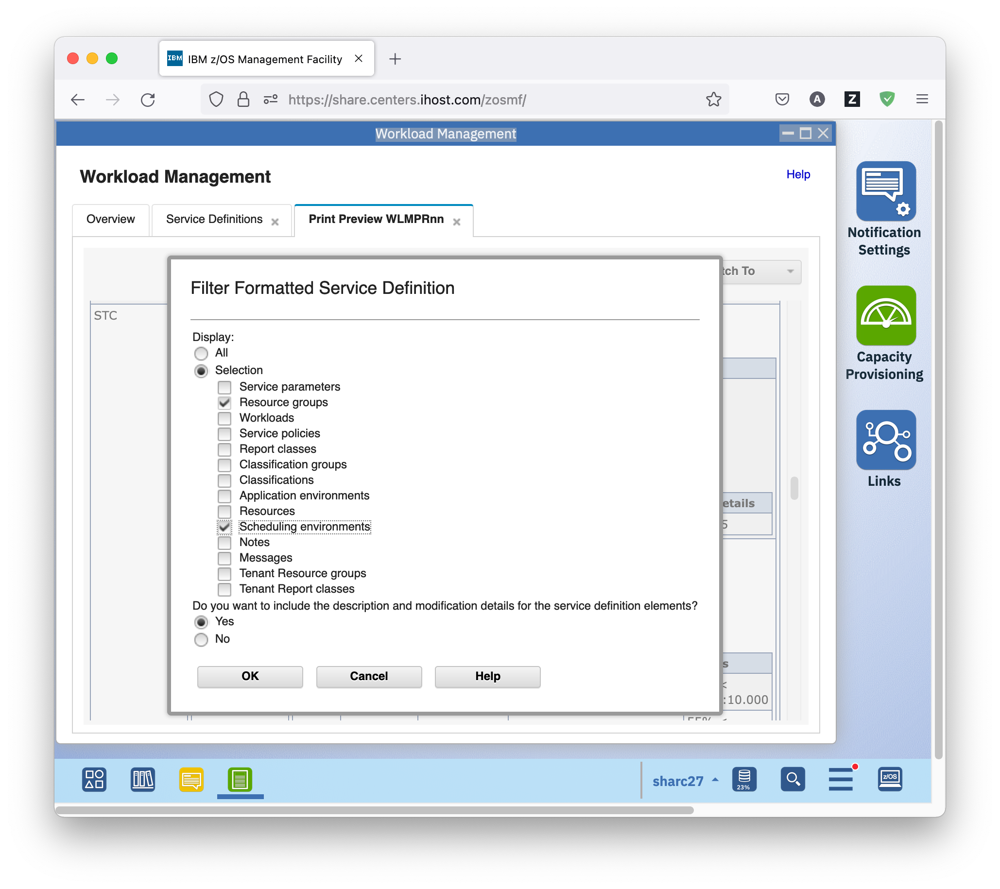 IBM
IBM z/OS Management Facility
https://share.centers.ihost.com/zosmf/
A
Z
Workload Management
Workload Management
Help
Overview
Service Definitions
Print Preview WLMPRnn
tch To
STC
Filter Formatted Service Definition
Display:
All
Selection
Service parameters
Resource groups
Workloads
Service policies
Report classes
Classification groups
Classifications
Application environments
Resources
Scheduling environments
Notes
Messages
Tenant Resource groups
Tenant Report classes
Do you want to include the description and modification details for the service definition elements?
Yes
No
OK
Cancel
Help
etails
5
s
<
:10.000
Notification
Settings
Capacity
Provisioning
Links
sharc27
23%
z/OS